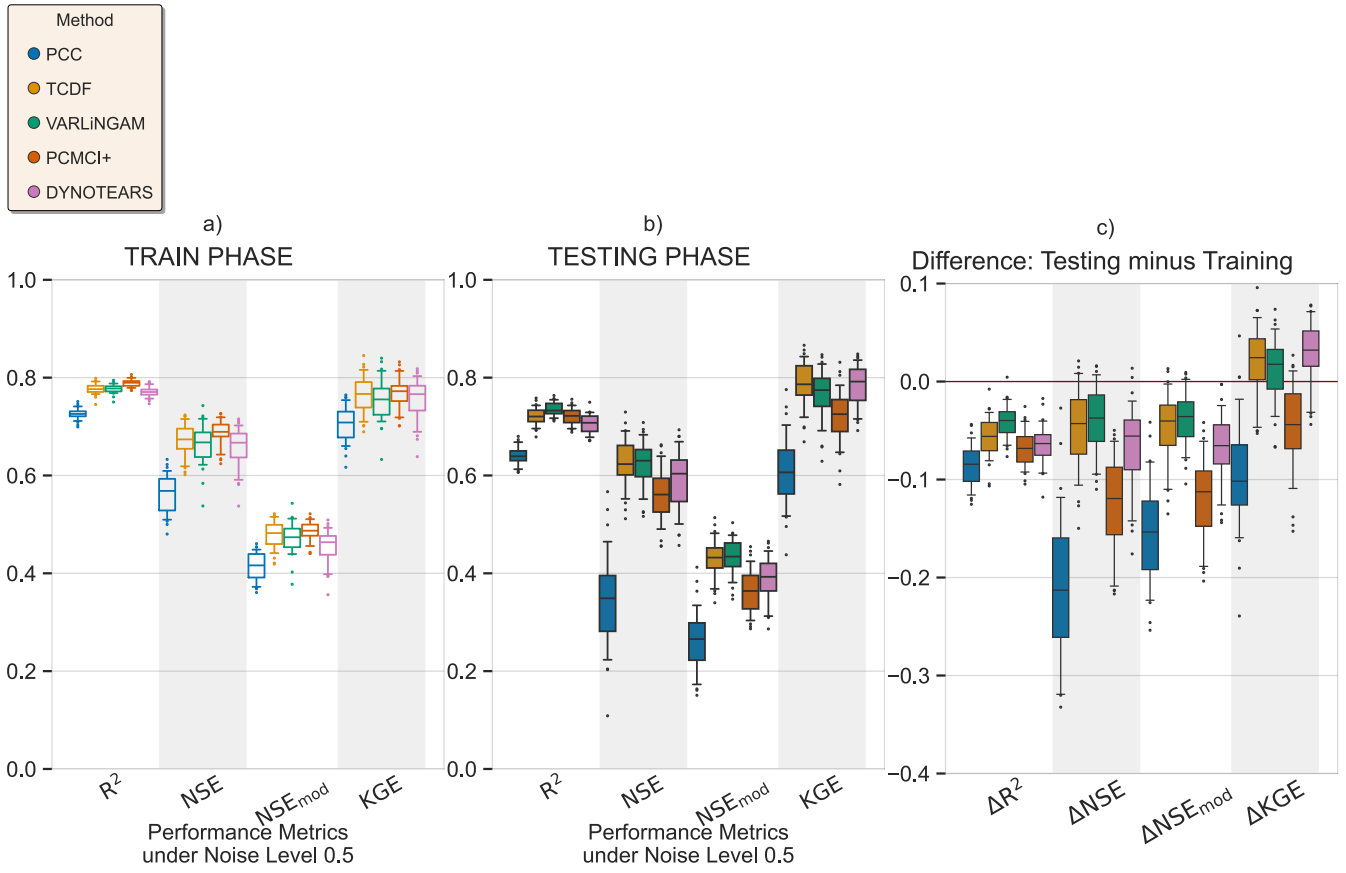 Method
PCC
TCDF
VARLiNGAM
PCMCI+
DYNOTEARS
a)
TRAIN PHASE
1.0
0.8
0.6
0.4
0.2
0.0
R²
NSE
NSE_mod
KGE
Performance Metrics
under Noise Level 0.5
b)
TESTING PHASE
1.0
0.8
0.6
0.4
0.2
0.0
R²
NSE
NSE_mod
KGE
Performance Metrics
under Noise Level 0.5
c)
Difference: Testing minus Training
0.1
0.0
−0.1
−0.2
−0.3
−0.4
ΔR²
ΔNSE
ΔNSE_mod
ΔKGE